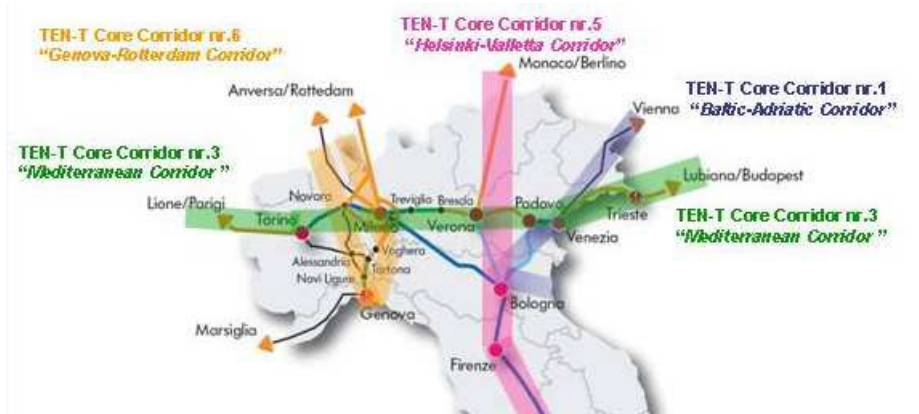 TEN-T Core Corridor nr.6
“Genova-Rotterdam Corridor”
TEN-T Core Corridor nr.5
“Helsinki-Valletta Corridor”
Monaco/Berlino
TEN-T Core Corridor nr.1
“Baltic-Adriatic Corridor”
Anversa/Rottedam
Vienna
TEN-T Core Corridor nr.3
“Mediterranean Corridor ”
Lubiana/Budapest
Lione/Parigi
Novara
Treviglio
Brescia
Padova
Torino
Milano
Verona
Venezia
Trieste
TEN-T Core Corridor nr.3
“Mediterranean Corridor ”
Alessandria
Voghera
Tortona
Novi Ligure
Genova
Bologna
Marsiglia
Firenze